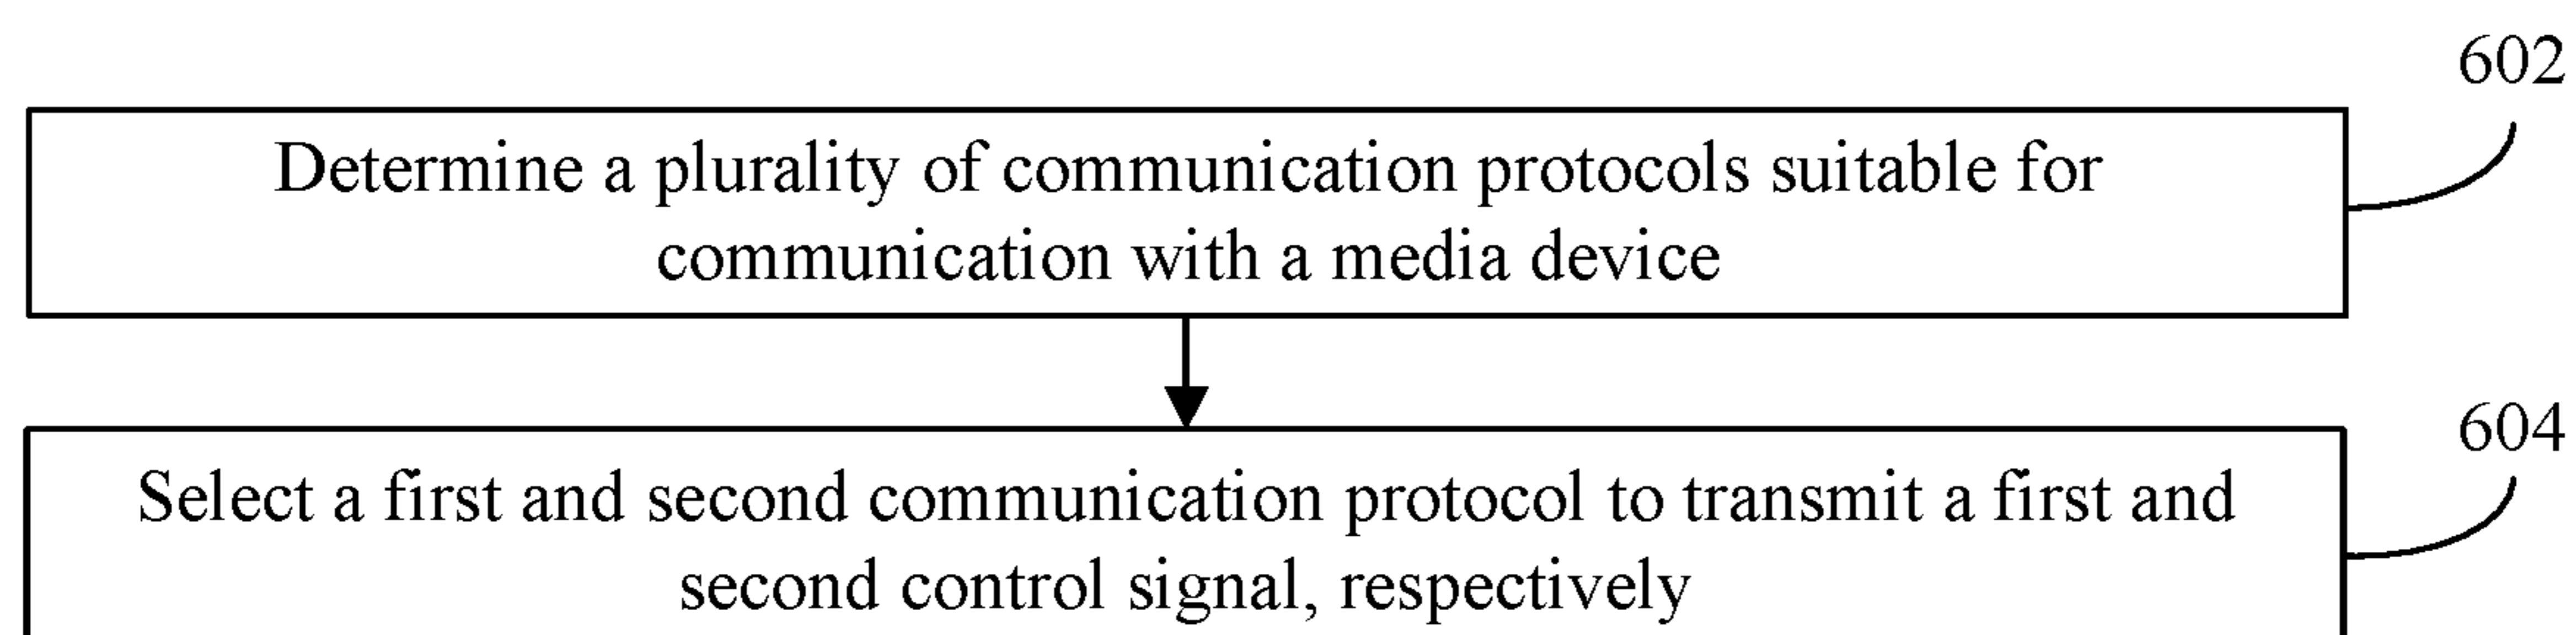 602
Determine a plurality of communication protocols suitable for
communication with a media device
604
Select a first and second communication protocol to transmit a first and
second control signal, respectively